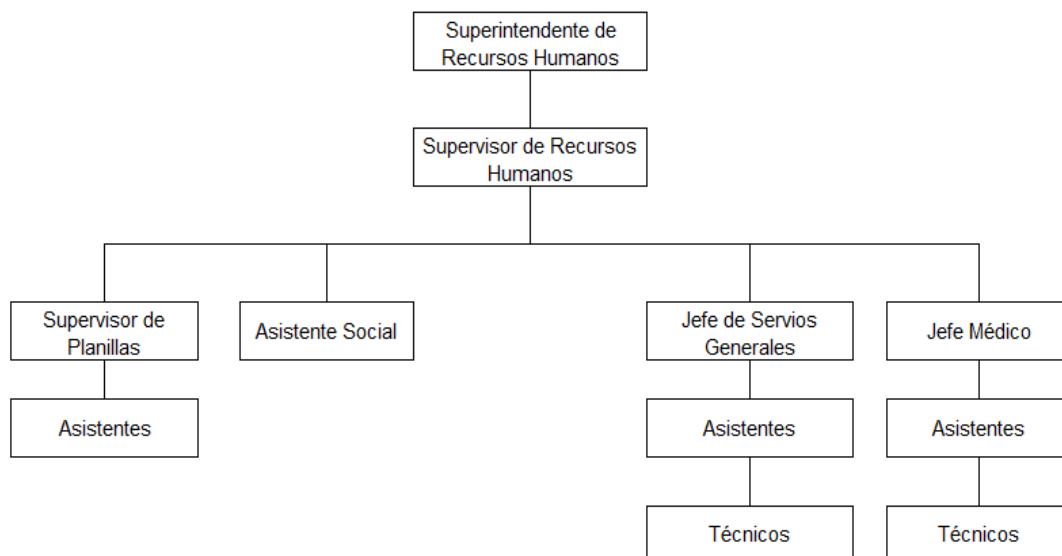 Superintendente de
Recursos Humanos
Supervisor de Recursos
Humanos
Supervisor de
Planillas
Asistente Social
Jefe de Servios
Generales
Jefe Médico
Asistentes
Asistentes
Asistentes
Técnicos
Técnicos